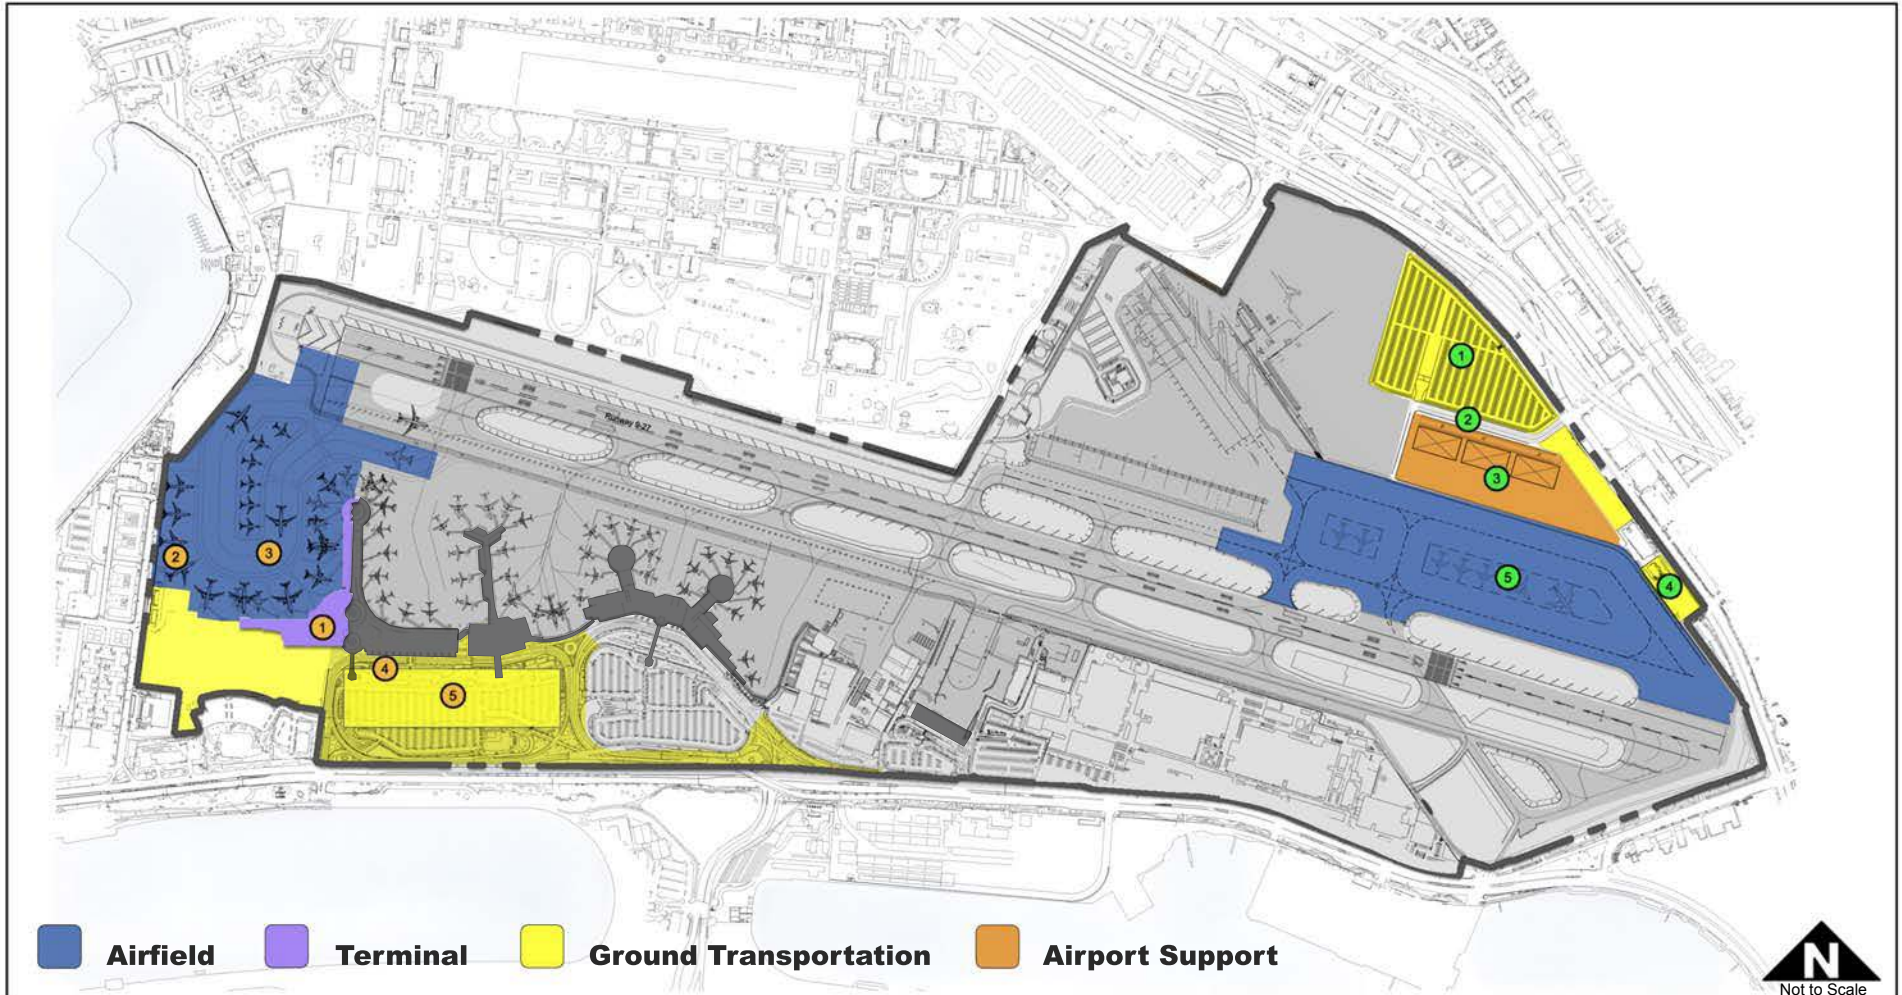 1
2
3
4
5
Runway 9-27
2
3
1
4
5
Airfield
Terminal
Ground Transportation
Airport Support
N
Not to Scale